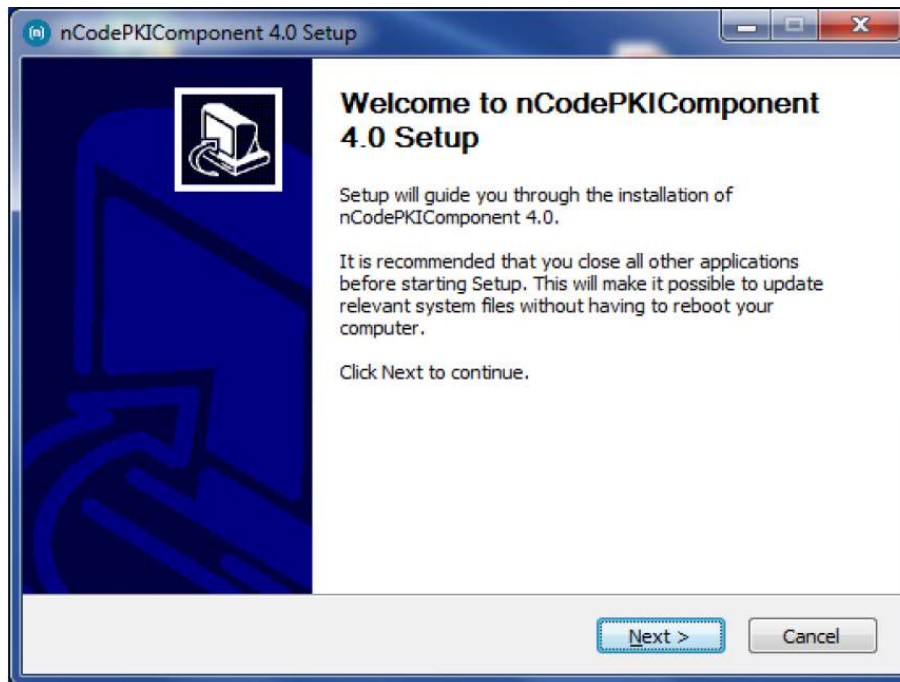 (n) nCodePKIComponent 4.0 Setup
Welcome to nCodePKIComponent
4.0 Setup
Setup will guide you through the installation of
nCodePKIComponent 4.0.
It is recommended that you close all other applications
before starting Setup. This will make it possible to update
relevant system files without having to reboot your
computer.
Click Next to continue.
Next >
Cancel